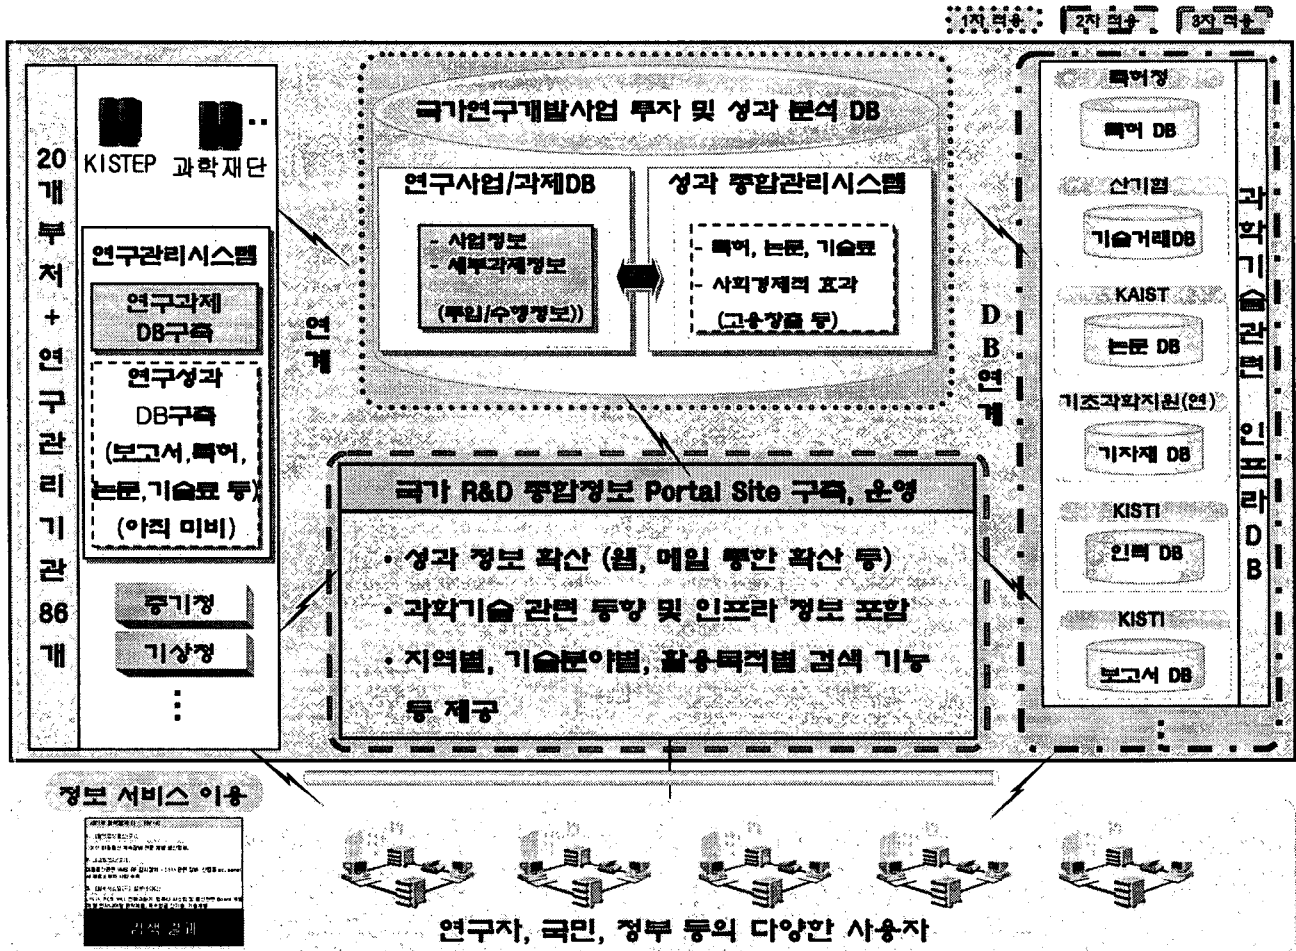 1차 적용
2차 적용
3차 적용
20개 부처 + 연구관리기관 86개
KISTEP
과학재단
연구관리시스템
연구과제
DB구축
연구성과
DB구축
(보고서,특허,
논문,기술료 등)
(아직 미비)
중기청
기상청
연계
국가연구개발사업 투자 및 성과 분석 DB
연구사업/과제DB
- 사업정보
- 세부과제정보
(투입/수행정보))
성과 종합관리시스템
- 특허, 논문, 기술료
- 사회경제적 효과
(고용창출 등)
DB연계
국가 R&D 종합정보 Portal Site 구축, 운영
• 성과 정보 확산 (웹, 메일 통한 확산 등)
• 과학기술 관련 동향 및 인프라 정보 포함
• 지역별, 기술분야별, 활용목적별 검색 기능
등 제공
특허청
특허 DB
산기협
기술거래DB
KAIST
논문 DB
기초과학지원(연)
기자재 DB
KISTI
인력 DB
KISTI
보고서 DB
과학기술관련 인프라 DB
정보 서비스 이용
검색 결과
연구자, 국민, 정부 등의 다양한 사용자